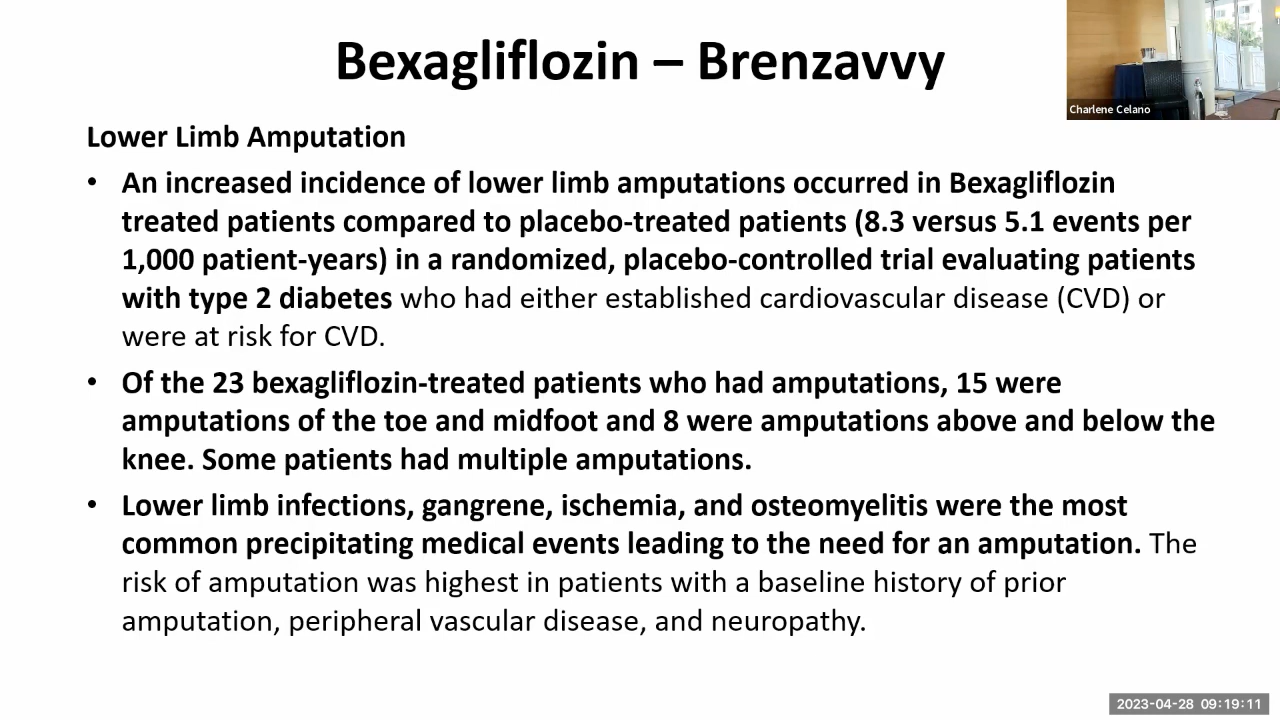 Bexagliflozin – Brenzavvy
Charlene Celano
Lower Limb Amputation
• An increased incidence of lower limb amputations occurred in Bexagliflozin
treated patients compared to placebo-treated patients (8.3 versus 5.1 events per
1,000 patient-years) in a randomized, placebo-controlled trial evaluating patients
with type 2 diabetes who had either established cardiovascular disease (CVD) or
were at risk for CVD.
• Of the 23 bexagliflozin-treated patients who had amputations, 15 were
amputations of the toe and midfoot and 8 were amputations above and below the
knee. Some patients had multiple amputations.
• Lower limb infections, gangrene, ischemia, and osteomyelitis were the most
common precipitating medical events leading to the need for an amputation. The
risk of amputation was highest in patients with a baseline history of prior
amputation, peripheral vascular disease, and neuropathy.
2023-04-28 09:19:11